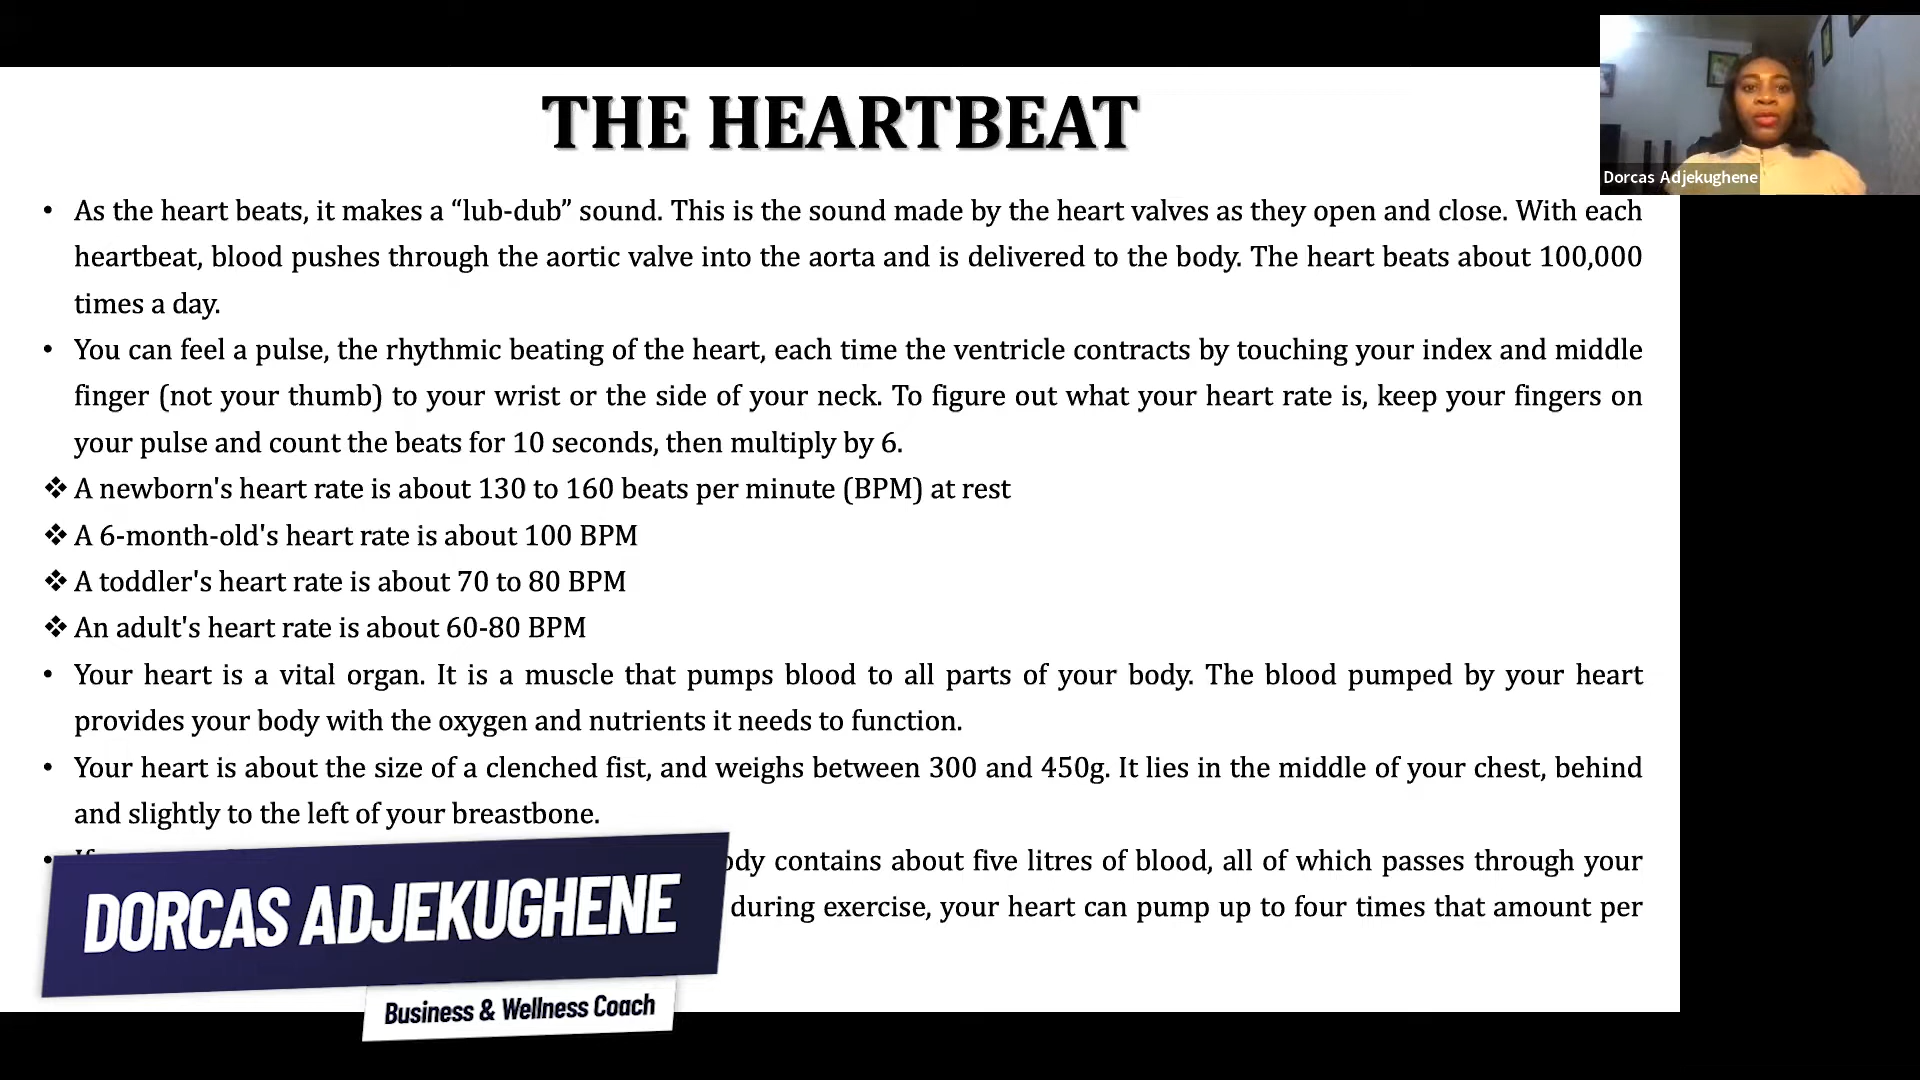 THE HEARTBEAT
Dorcas Adjekughene
• As the heart beats, it makes a “lub-dub” sound. This is the sound made by the heart valves as they open and close. With each
heartbeat, blood pushes through the aortic valve into the aorta and is delivered to the body. The heart beats about 100,000
times a day.
• You can feel a pulse, the rhythmic beating of the heart, each time the ventricle contracts by touching your index and middle
finger (not your thumb) to your wrist or the side of your neck. To figure out what your heart rate is, keep your fingers on
your pulse and count the beats for 10 seconds, then multiply by 6.
❖ A newborn's heart rate is about 130 to 160 beats per minute (BPM) at rest
❖ A 6-month-old's heart rate is about 100 BPM
❖ A toddler's heart rate is about 70 to 80 BPM
❖ An adult's heart rate is about 60-80 BPM
• Your heart is a vital organ. It is a muscle that pumps blood to all parts of your body. The blood pumped by your heart
provides your body with the oxygen and nutrients it needs to function.
• Your heart is about the size of a clenched fist, and weighs between 300 and 450g. It lies in the middle of your chest, behind
and slightly to the left of your breastbone.
• contains about five litres of blood, all of which passes through your
during exercise, your heart can pump up to four times that amount per
DORCAS ADJEKUGHENE
Business & Wellness Coach